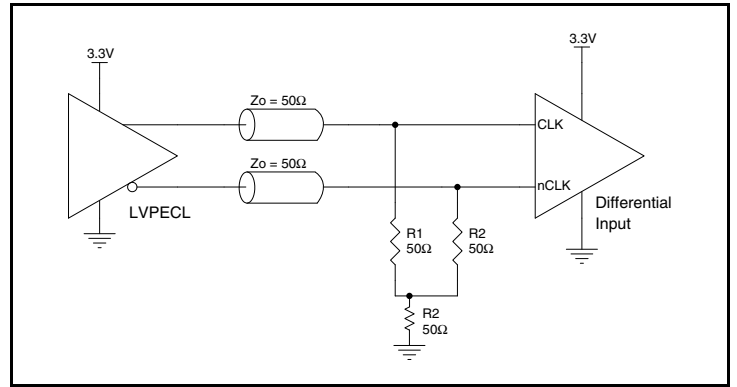 3.3V
3.3V
Zo = 50Ω
CLK
Zo = 50Ω
nCLK
LVPECL
Differential
Input
R1
50Ω
R2
50Ω
R2
50Ω